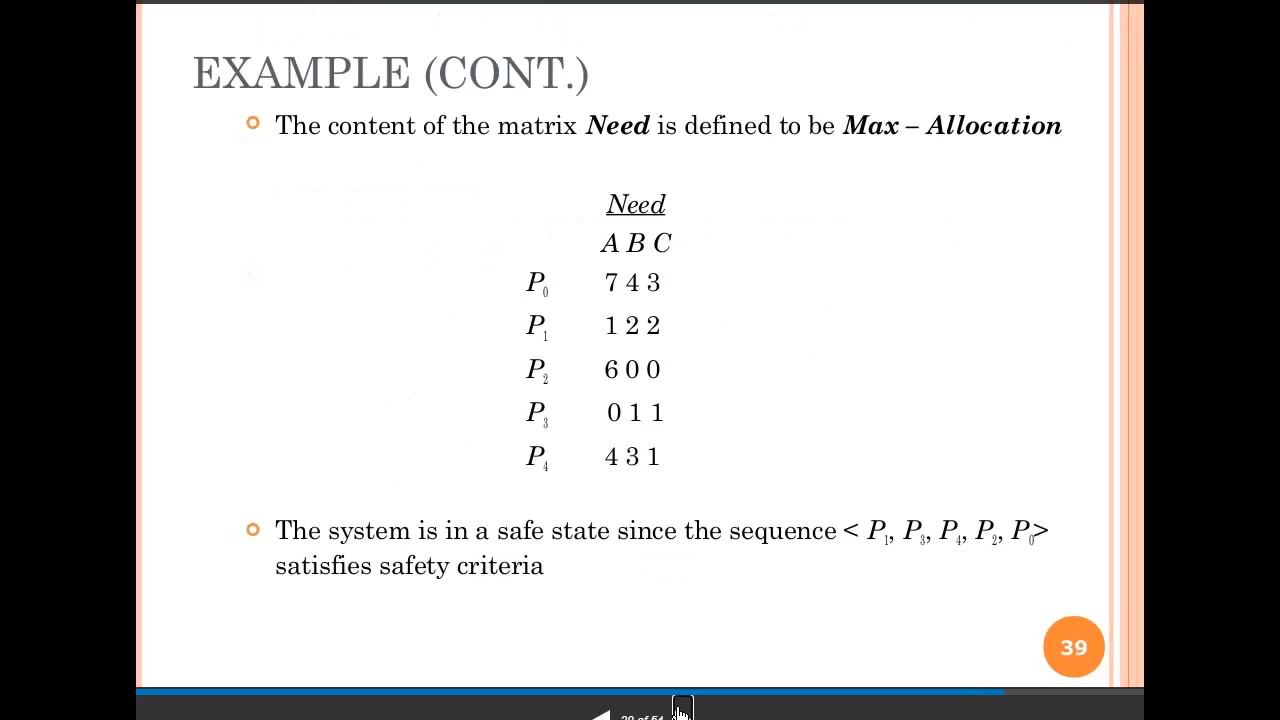 EXAMPLE (CONT.)
The content of the matrix Need is defined to be Max – Allocation
Need
A B C
P0 7 4 3
P1 1 2 2
P2 6 0 0
P3 0 1 1
P4 4 3 1
The system is in a safe state since the sequence < P1, P3, P4, P2, P0>
satisfies safety criteria
39